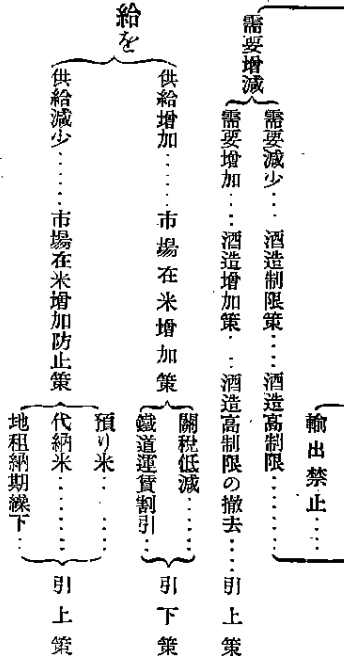 輸出禁止……
需要増減
需要減少……酒造制限策……酒造高制限……
需要増加……酒造増加策……酒造高制限の撤去……引上策
給を
供給増加……市場在米増加策
關税低減……
鐵道運賃割引……
引下策
供給減少……市場在米増加防止策
預り米……
代納米……
地租納期繰下……
引上策